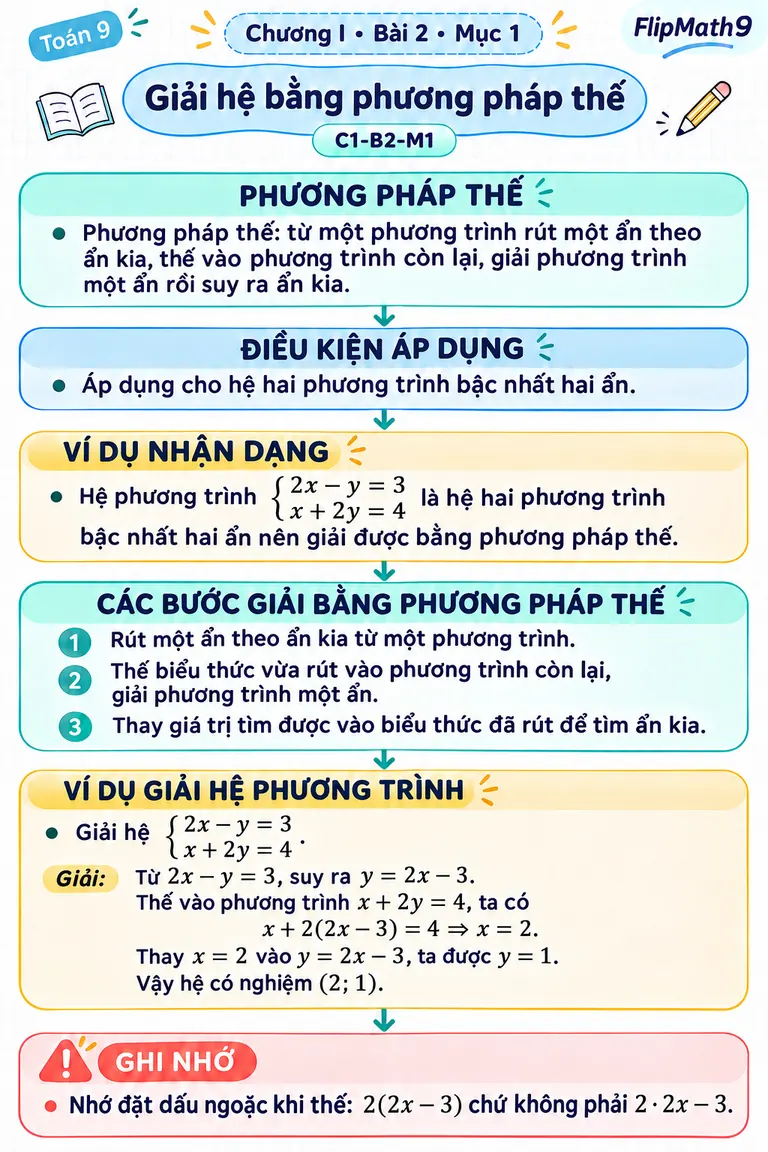 Toán 9
Chương I • Bài 2 • Mục 1
FlipMath9
Giải hệ bằng phương pháp thế
C1-B2-M1
PHƯƠNG PHÁP THẾ
• Phương pháp thế: từ một phương trình rút một ẩn theo
ẩn kia, thế vào phương trình còn lại, giải phương trình
một ẩn rồi suy ra ẩn kia.
ĐIỀU KIỆN ÁP DỤNG
• Áp dụng cho hệ hai phương trình bậc nhất hai ẩn.
VÍ DỤ NHẬN DẠNG
• Hệ phương trình { 2x − y = 3
x + 2y = 4 là hệ hai phương trình
bậc nhất hai ẩn nên giải được bằng phương pháp thế.
CÁC BƯỚC GIẢI BẰNG PHƯƠNG PHÁP THẾ
1 Rút một ẩn theo ẩn kia từ một phương trình.
2 Thế biểu thức vừa rút vào phương trình còn lại,
giải phương trình một ẩn.
3 Thay giá trị tìm được vào biểu thức đã rút để tìm ẩn kia.
VÍ DỤ GIẢI HỆ PHƯƠNG TRÌNH
• Giải hệ { 2x − y = 3
x + 2y = 4 .
Giải: Từ 2x − y = 3, suy ra y = 2x − 3.
Thế vào phương trình x + 2y = 4, ta có
x + 2(2x − 3) = 4 ⇒ x = 2.
Thay x = 2 vào y = 2x − 3, ta được y = 1.
Vậy hệ có nghiệm (2; 1).
! GHI NHỚ
• Nhớ đặt dấu ngoặc khi thế: 2(2x − 3) chứ không phải 2 · 2x − 3.